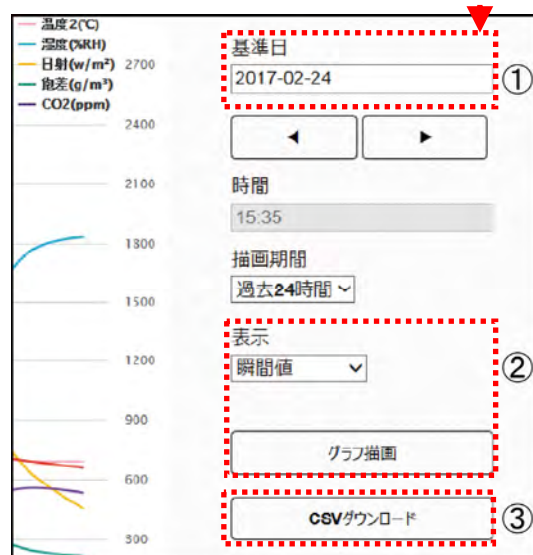 温度2(℃)
湿度(%RH)
日射(w/m²)
飽差(g/m³)
CO2(ppm)
2700
2400
2100
1800
1500
1200
900
600
300
基準日
2017-02-24
①
◀ ▶
時間
15:35
描画期間
過去24時間
表示
瞬間値
②
グラフ描画
CSVダウンロード
③